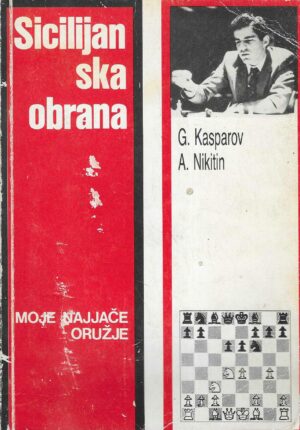 Sicilijan
ska
obrana
G. Kasparov
A. Nikitin
MOJE NAJJAČE
ORUŽJE